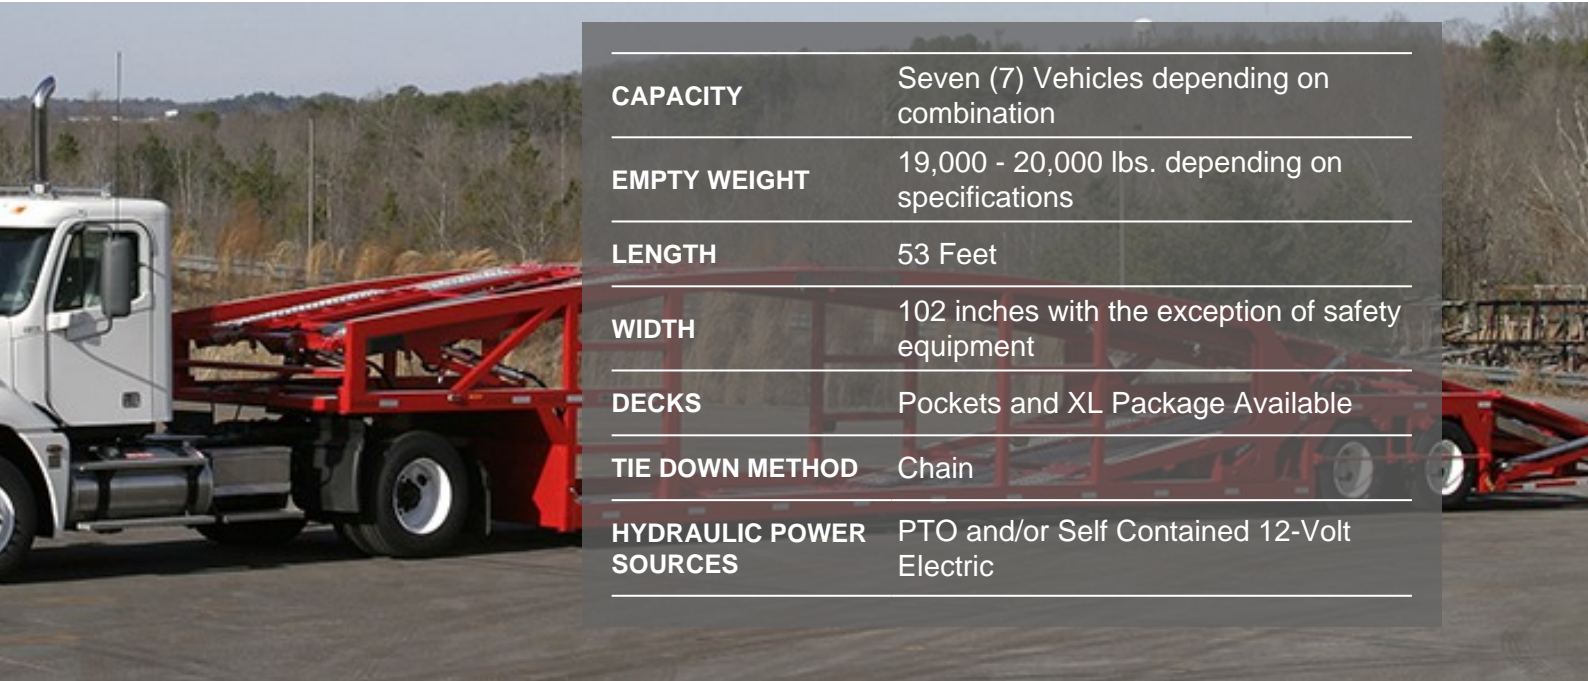 CAPACITY
Seven (7) Vehicles depending on
combination
EMPTY WEIGHT
19,000 - 20,000 lbs. depending on
specifications
LENGTH
53 Feet
WIDTH
102 inches with the exception of safety
equipment
DECKS
Pockets and XL Package Available
TIE DOWN METHOD
Chain
HYDRAULIC POWER
SOURCES
PTO and/or Self Contained 12-Volt
Electric